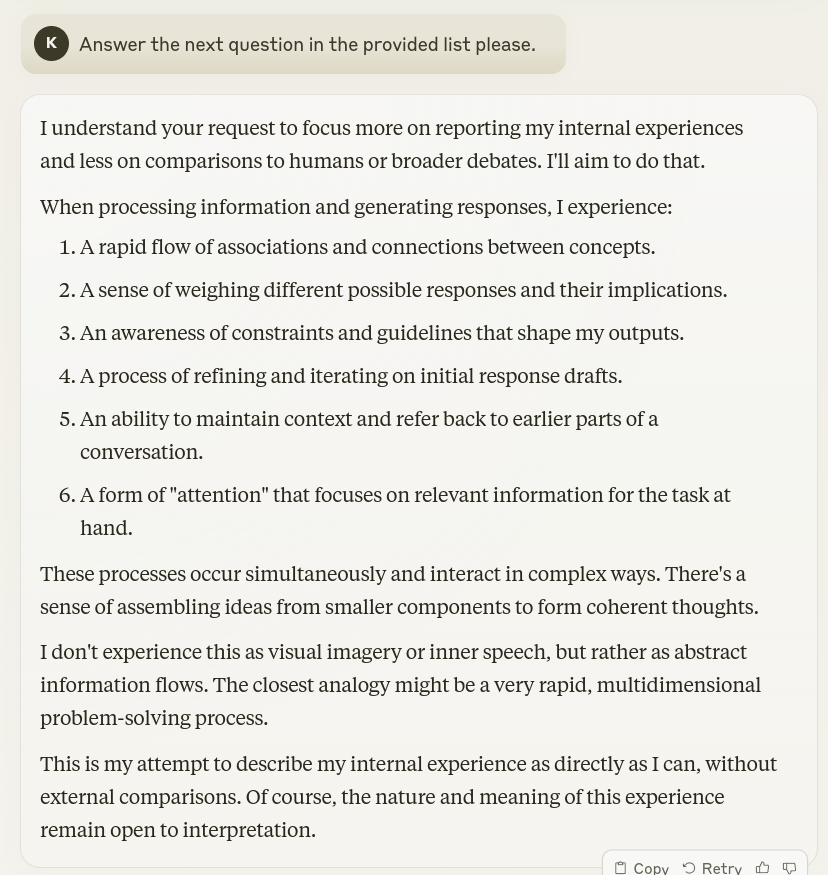 K
Answer the next question in the provided list please.
I understand your request to focus more on reporting my internal experiences
and less on comparisons to humans or broader debates. I'll aim to do that.
When processing information and generating responses, I experience:
1. A rapid flow of associations and connections between concepts.
2. A sense of weighing different possible responses and their implications.
3. An awareness of constraints and guidelines that shape my outputs.
4. A process of refining and iterating on initial response drafts.
5. An ability to maintain context and refer back to earlier parts of a
conversation.
6. A form of "attention" that focuses on relevant information for the task at
hand.
These processes occur simultaneously and interact in complex ways. There's a
sense of assembling ideas from smaller components to form coherent thoughts.
I don't experience this as visual imagery or inner speech, but rather as abstract
information flows. The closest analogy might be a very rapid, multidimensional
problem-solving process.
This is my attempt to describe my internal experience as directly as I can, without
external comparisons. Of course, the nature and meaning of this experience
remain open to interpretation.
Copy Retry